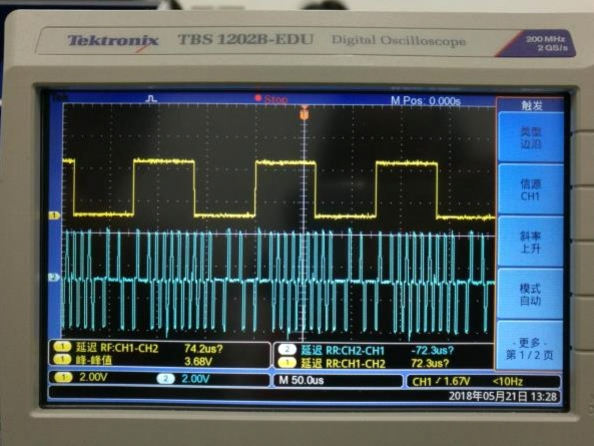 Tektronix TBS 1202B-EDU Digital Oscilloscope 200 MHz
2 GS/s
Stop M Pos: 0.000s 触发
类型
边沿
信源
CH1
斜率
上升
模式
自动
- 更多 -
第 1 / 2 页
1
2
1 延迟 RF:CH1-CH2 74.2us?
1 峰-峰值 3.68V
2 延迟 RR:CH2-CH1 -72.3us?
1 延迟 RR:CH1-CH2 72.3us?
1 2.00V 2 2.00V M 50.0us CH1 / 1.67V <10Hz
2018年05月21日 13:28